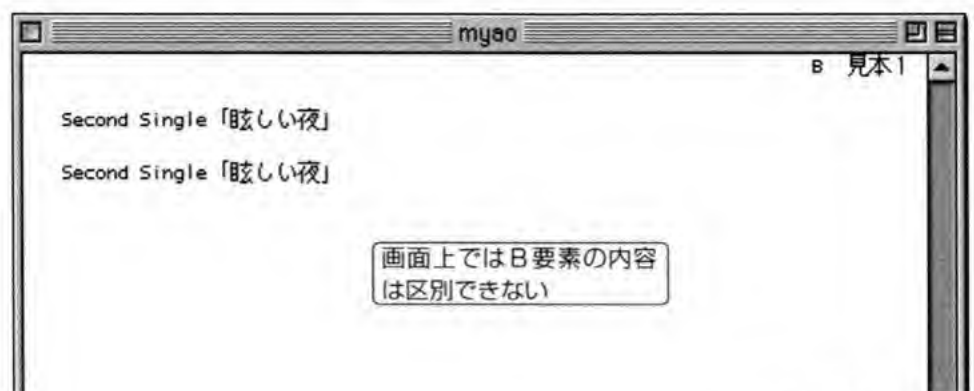 myao
B 見本1
Second Single「眩しい夜」
Second Single「眩しい夜」
画面上ではB要素の内容
は区別できない